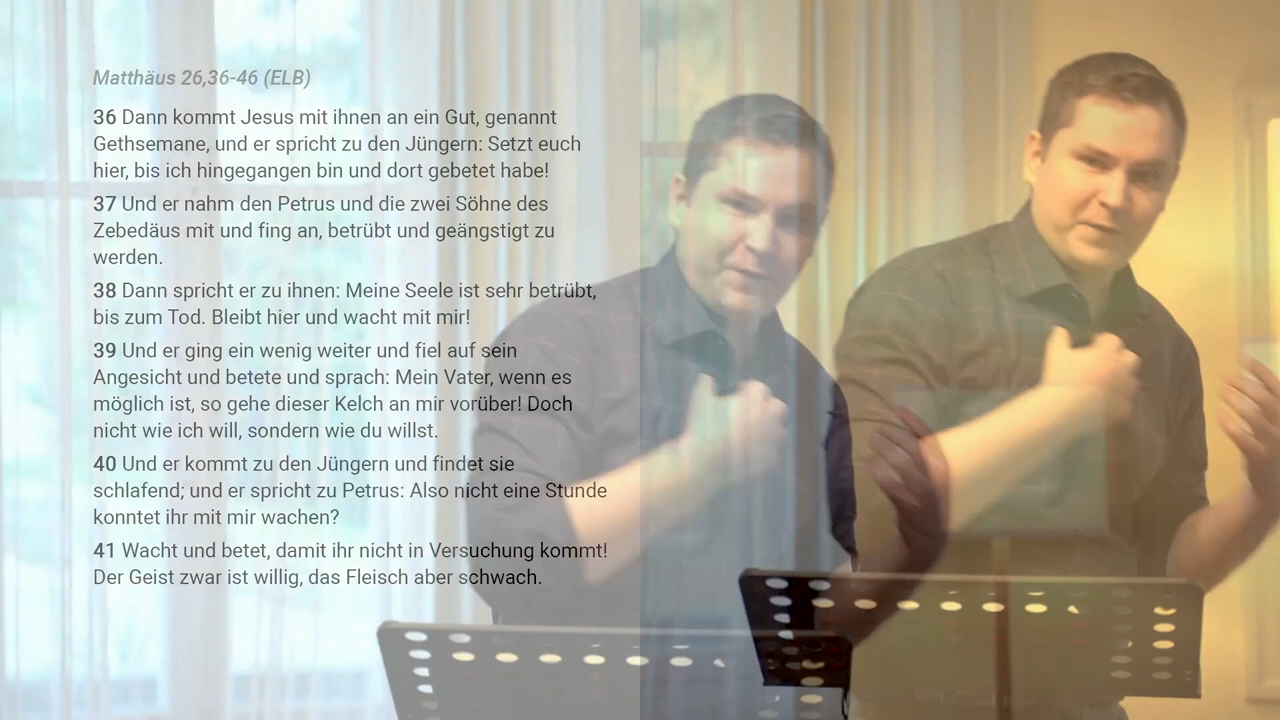 Matthäus 26,36-46 (ELB)
36 Dann kommt Jesus mit ihnen an ein Gut, genannt
Gethsemane, und er spricht zu den Jüngern: Setzt euch
hier, bis ich hingegangen bin und dort gebetet habe!
37 Und er nahm den Petrus und die zwei Söhne des
Zebedäus mit und fing an, betrübt und geängstigt zu
werden.
38 Dann spricht er zu ihnen: Meine Seele ist sehr betrübt,
bis zum Tod. Bleibt hier und wacht mit mir!
39 Und er ging ein wenig weiter und fiel auf sein
Angesicht und betete und sprach: Mein Vater, wenn es
möglich ist, so gehe dieser Kelch an mir vorüber! Doch
nicht wie ich will, sondern wie du willst.
40 Und er kommt zu den Jüngern und findet sie
schlafend; und er spricht zu Petrus: Also nicht eine Stunde
konntet ihr mit mir wachen?
41 Wacht und betet, damit ihr nicht in Versuchung kommt!
Der Geist zwar ist willig, das Fleisch aber schwach.